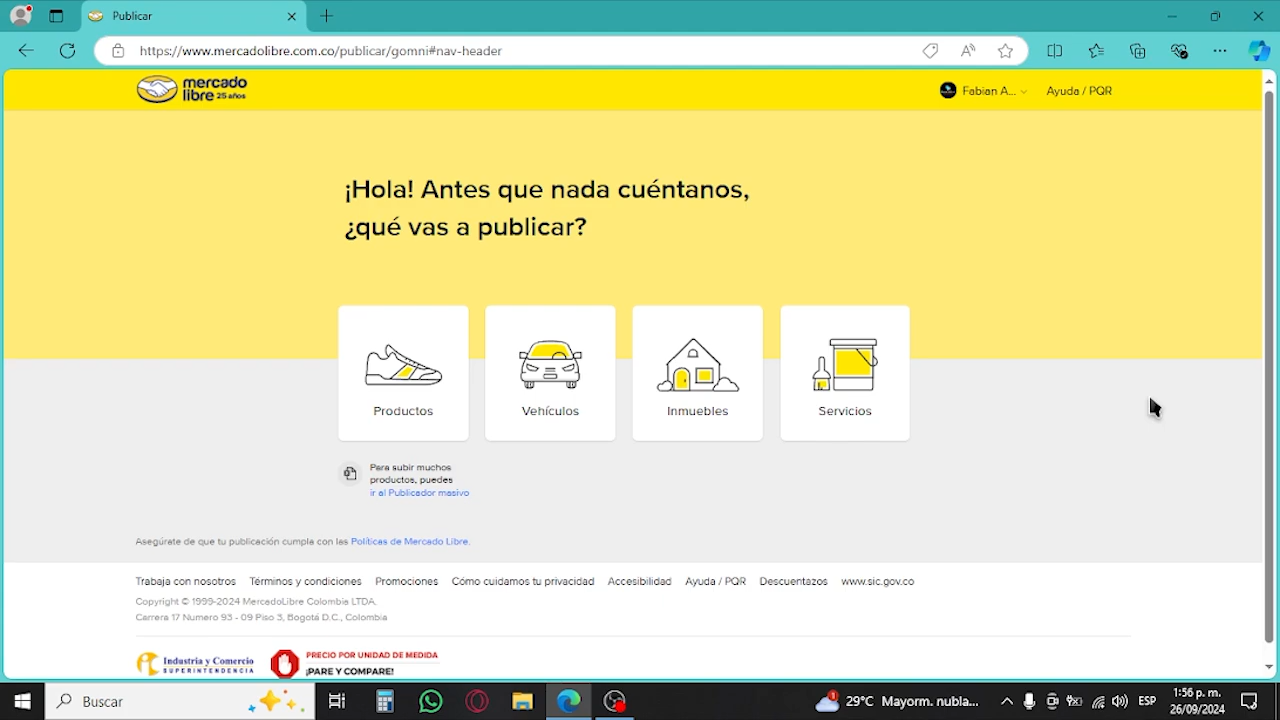 Publicar
https://www.mercadolibre.com.co/publicar/gomni#nav-header
mercado
libre 25 años
Fabian A...
Ayuda / PQR
¡Hola! Antes que nada cuéntanos,
¿qué vas a publicar?
Productos
Vehículos
Inmuebles
Servicios
Para subir muchos
productos, puedes
ir al Publicador masivo
Asegúrate de que tu publicación cumpla con las Políticas de Mercado Libre.
Trabaja con nosotros Términos y condiciones Promociones Cómo cuidamos tu privacidad Accesibilidad Ayuda / PQR Descuentazos www.sic.gov.co
Copyright © 1999-2024 MercadoLibre Colombia LTDA.
Carrera 17 Numero 93 - 09 Piso 3, Bogotá D.C., Colombia
Industria y Comercio
SUPERINTENDENCIA
PRECIO POR UNIDAD DE MEDIDA
¡PARE Y COMPARE!
Buscar
1
29°C Mayorm. nubla...
ESP
1:56 p. m.
26/09/2024